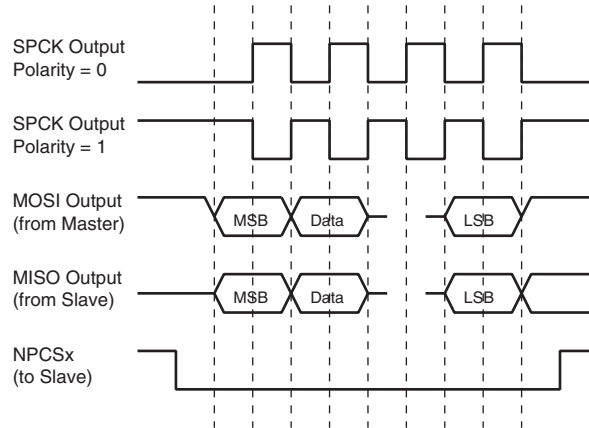 SPCK Output
Polarity = 0
SPCK Output
Polarity = 1
MOSI Output
(from Master)
MSB
Data
LSB
MISO Output
(from Slave)
MSB
Data
LSB
NPCSx
(to Slave)